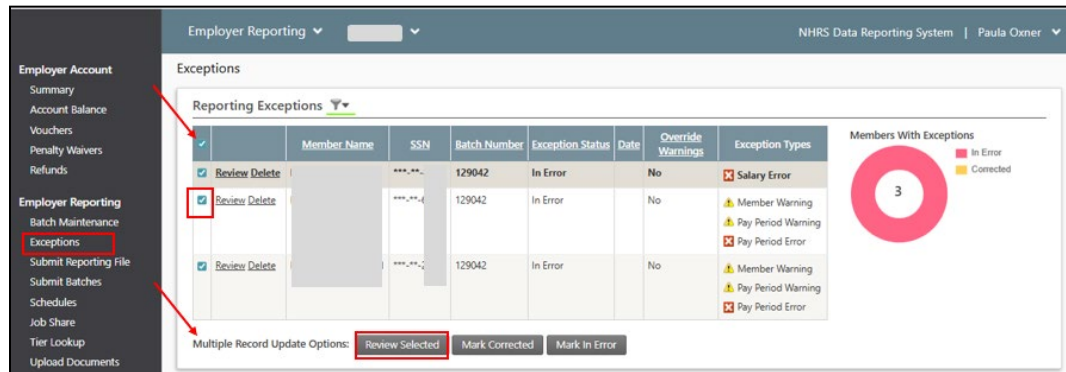 Employer Reporting
NHRS Data Reporting System | Paula Oxner
Employer Account
Summary
Account Balance
Vouchers
Penalty Waivers
Refunds
Employer Reporting
Batch Maintenance
Exceptions
Submit Reporting File
Submit Batches
Schedules
Job Share
Tier Lookup
Upload Documents
Exceptions
Reporting Exceptions
Member Name SSN Batch Number Exception Status Date Override Warnings Exception Types
Review Delete ***-**- 129042 In Error No Salary Error
Review Delete ***-**- 129042 In Error No Member Warning
Pay Period Warning
Pay Period Error
Review Delete ***-**- 129042 In Error No Member Warning
Pay Period Warning
Pay Period Error
Multiple Record Update Options: Review Selected Mark Corrected Mark In Error
Members With Exceptions
In Error
Corrected
3